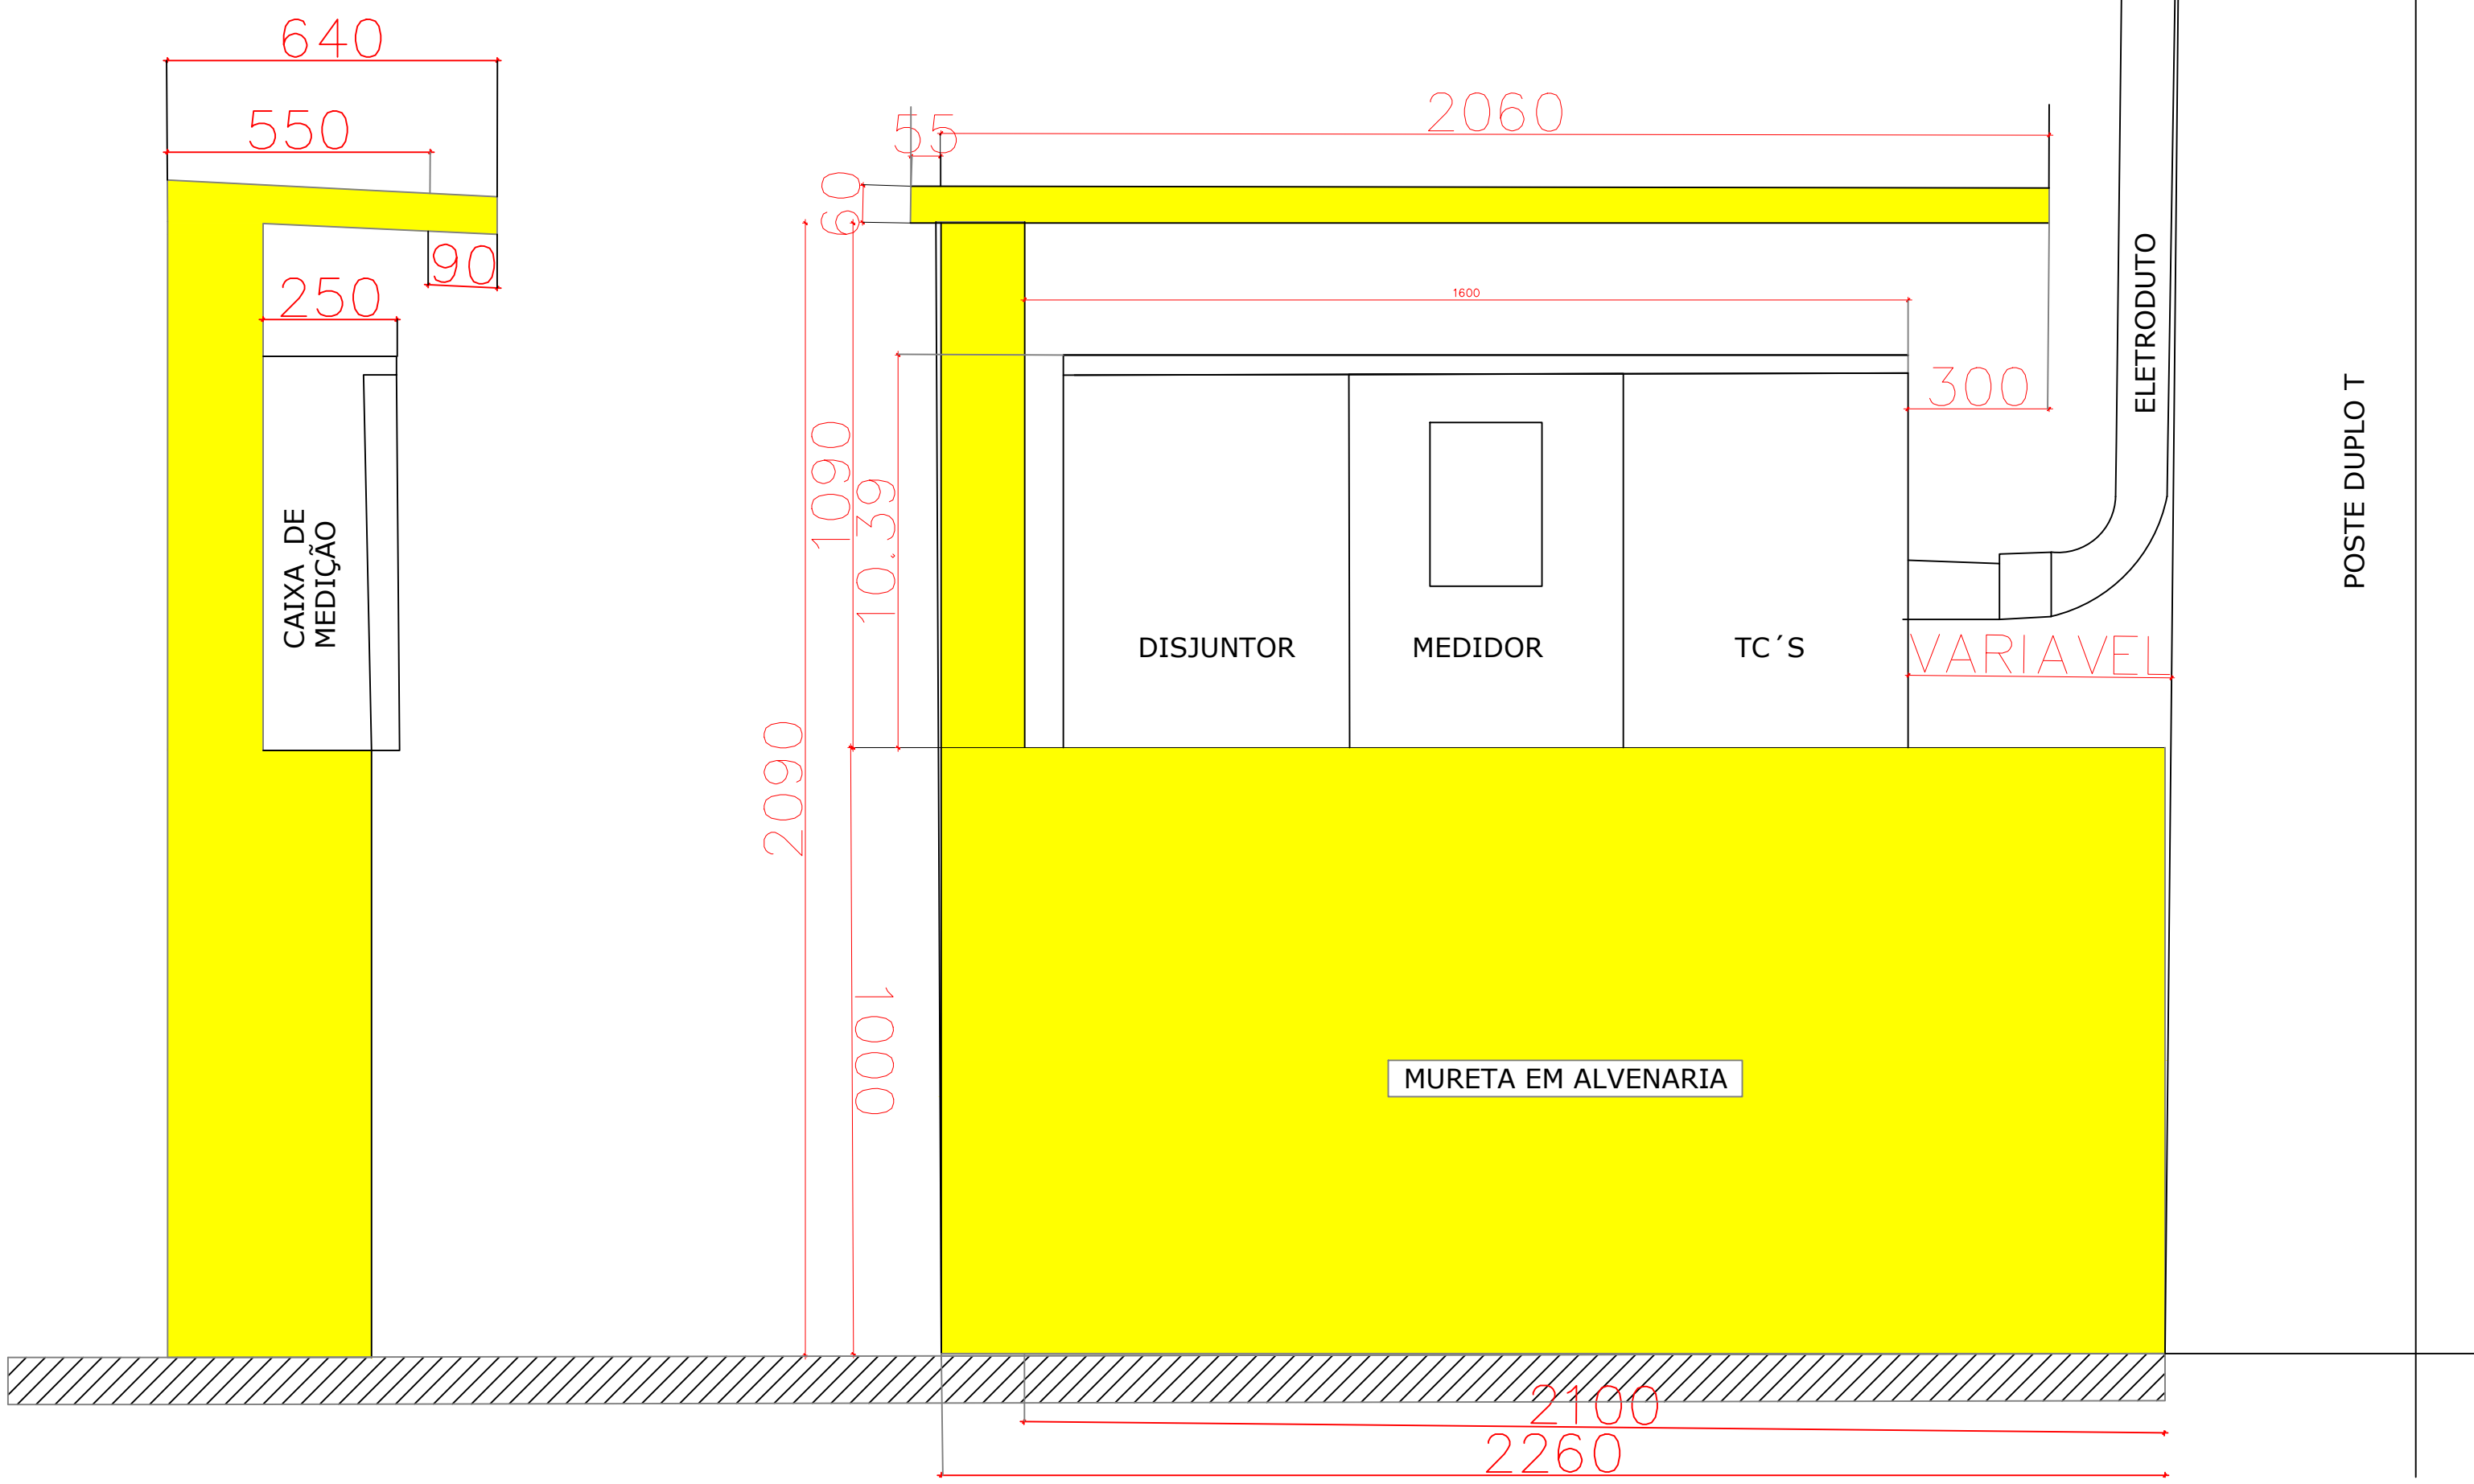 640
550
90
250
CAIXA DE
MEDIÇÃO
55
2060
60
1600
300
1090
10.39
2090
1000
DISJUNTOR
MEDIDOR
TC´S
VARIAVEL
ELETRODUTO
POSTE DUPLO T
MURETA EM ALVENARIA
2100
2260